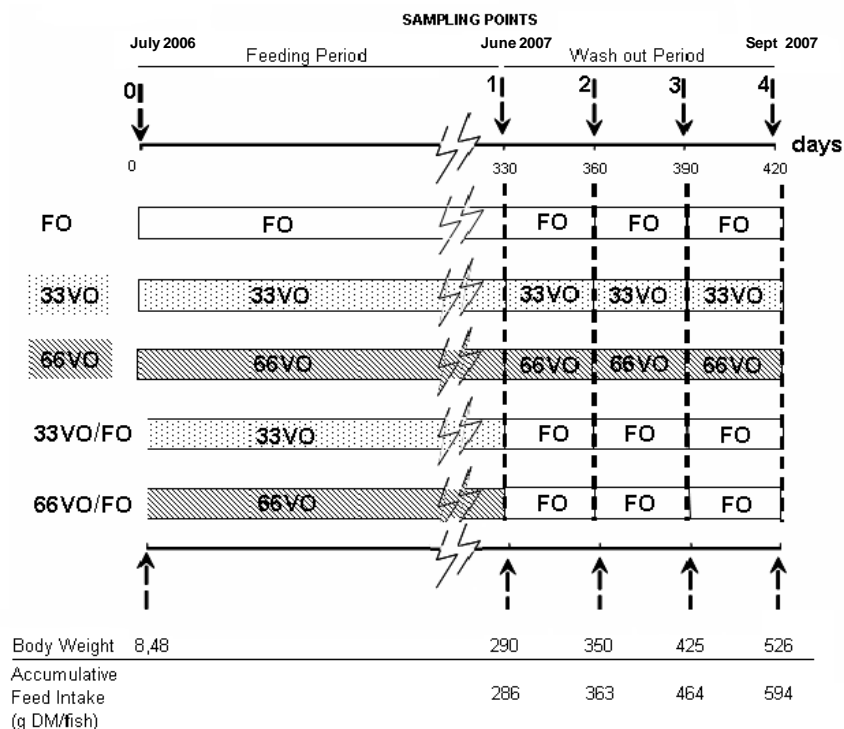 SAMPLING POINTS
July 2006 June 2007 Sept 2007
Feeding Period Wash out Period
0 1 2 3 4
days
0 330 360 390 420
FO FO FO FO FO
33VO 33VO 33VO 33VO 33VO
66VO 66VO 66VO 66VO 66VO
33VO/FO 33VO FO FO FO
66VO/FO 66VO FO FO FO
Body Weight 8,48 290 350 425 526
Accumulative
Feed Intake 286 363 464 594
(g DM/fish)